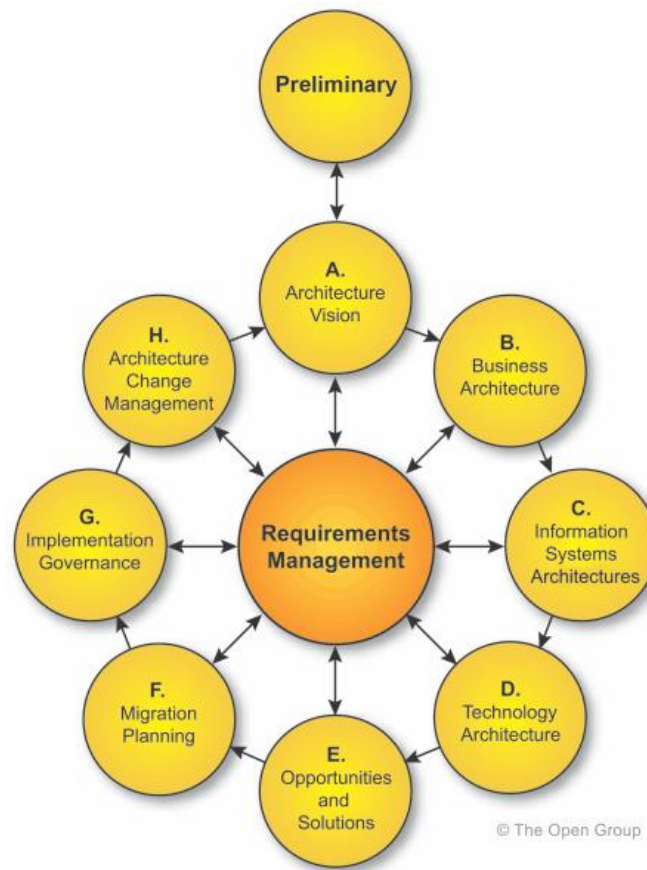 Preliminary
A.
Architecture
Vision
B.
Business
Architecture
C.
Information
Systems
Architectures
D.
Technology
Architecture
E.
Opportunities
and
Solutions
F.
Migration
Planning
G.
Implementation
Governance
H.
Architecture
Change
Management
Requirements
Management
© The Open Group